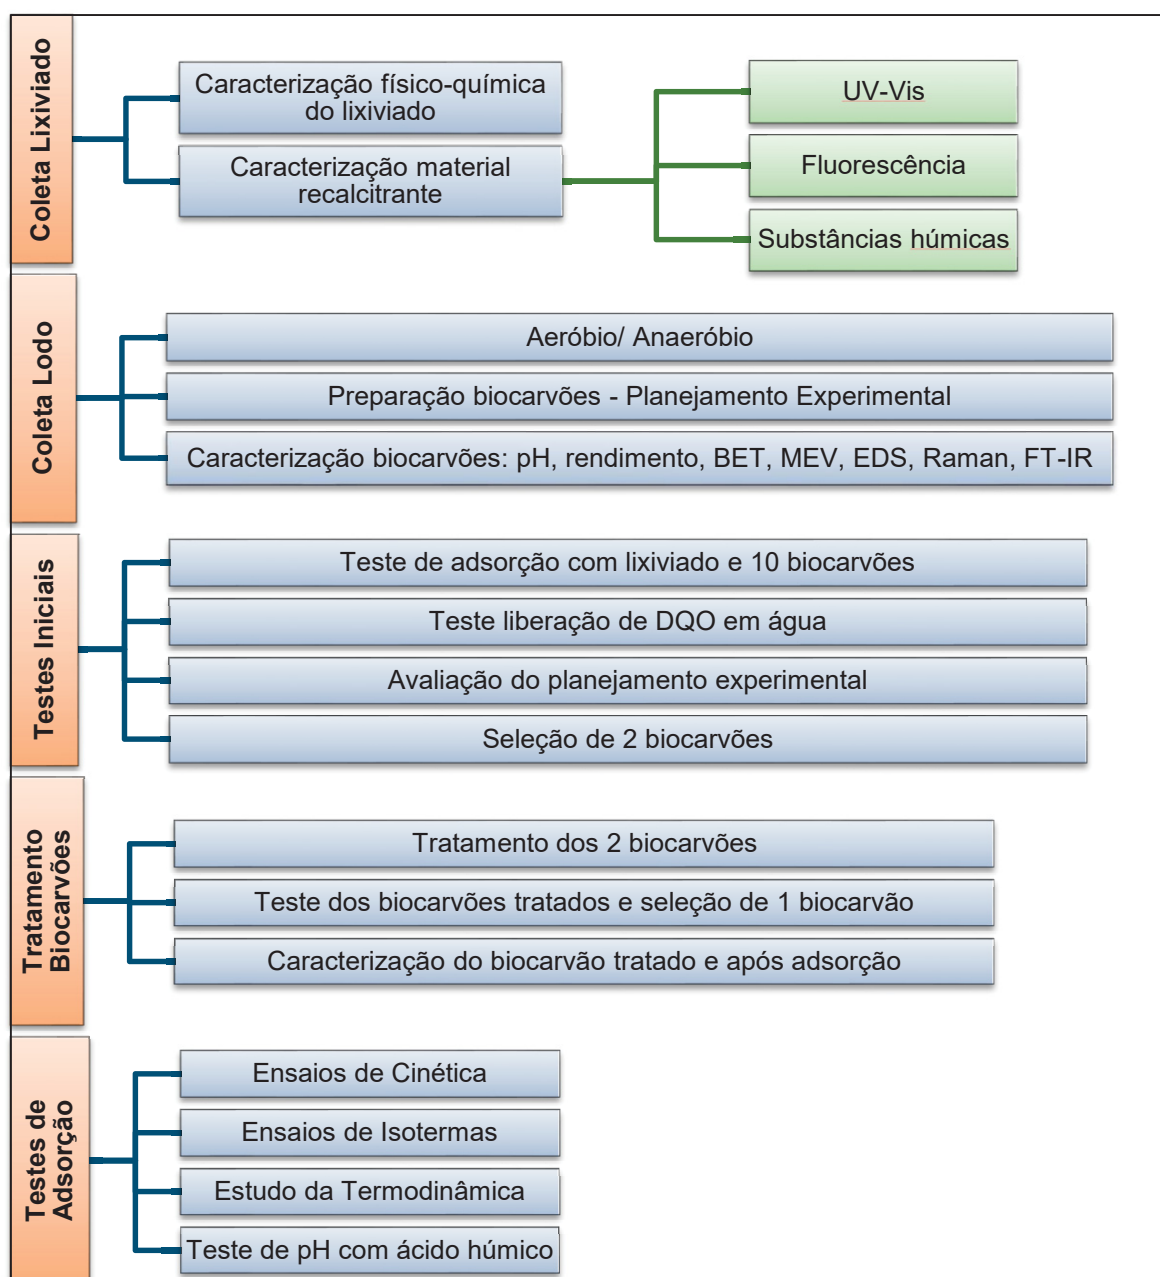 Coleta Lixiviado
Caracterização físico-química
do lixiviado
Caracterização material
recalcitrante
UV-Vis
Fluorescência
Substâncias húmicas
Coleta Lodo
Aeróbio/ Anaeróbio
Preparação biocarvões - Planejamento Experimental
Caracterização biocarvões: pH, rendimento, BET, MEV, EDS, Raman, FT-IR
Testes Iniciais
Teste de adsorção com lixiviado e 10 biocarvões
Teste liberação de DQO em água
Avaliação do planejamento experimental
Seleção de 2 biocarvões
Tratamento
Biocarvões
Tratamento dos 2 biocarvões
Teste dos biocarvões tratados e seleção de 1 biocarvão
Caracterização do biocarvão tratado e após adsorção
Testes de
Adsorção
Ensaios de Cinética
Ensaios de Isotermas
Estudo da Termodinâmica
Teste de pH com ácido húmico